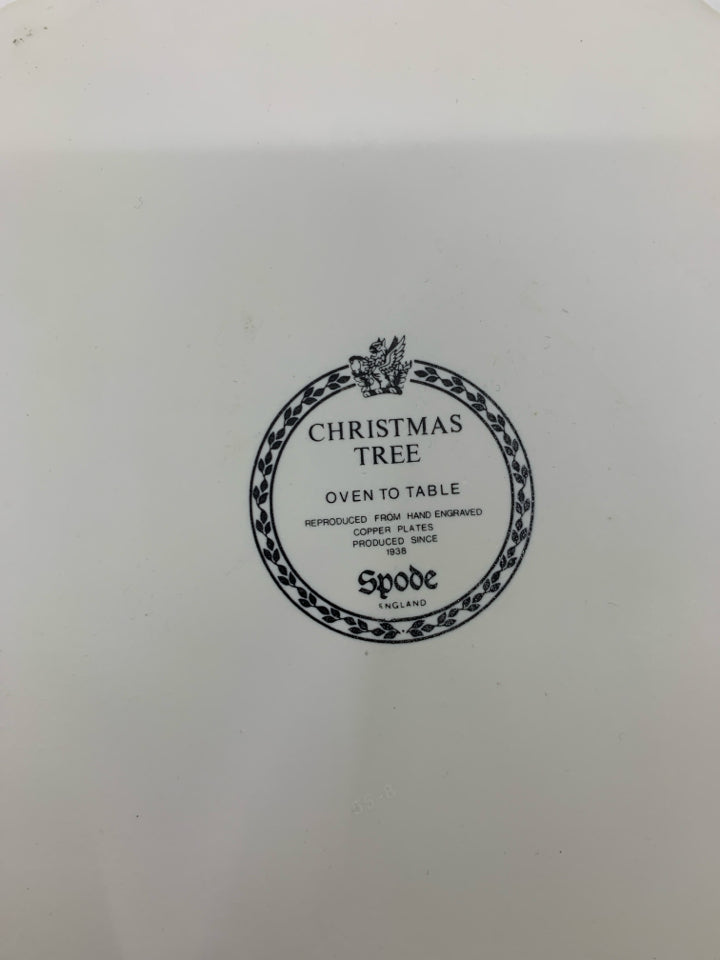 CHRISTMAS
TREE
OVEN TO TABLE
REPRODUCED FROM HAND ENGRAVED
COPPER PLATES
PRODUCED SINCE
1938
Spode
ENGLAND